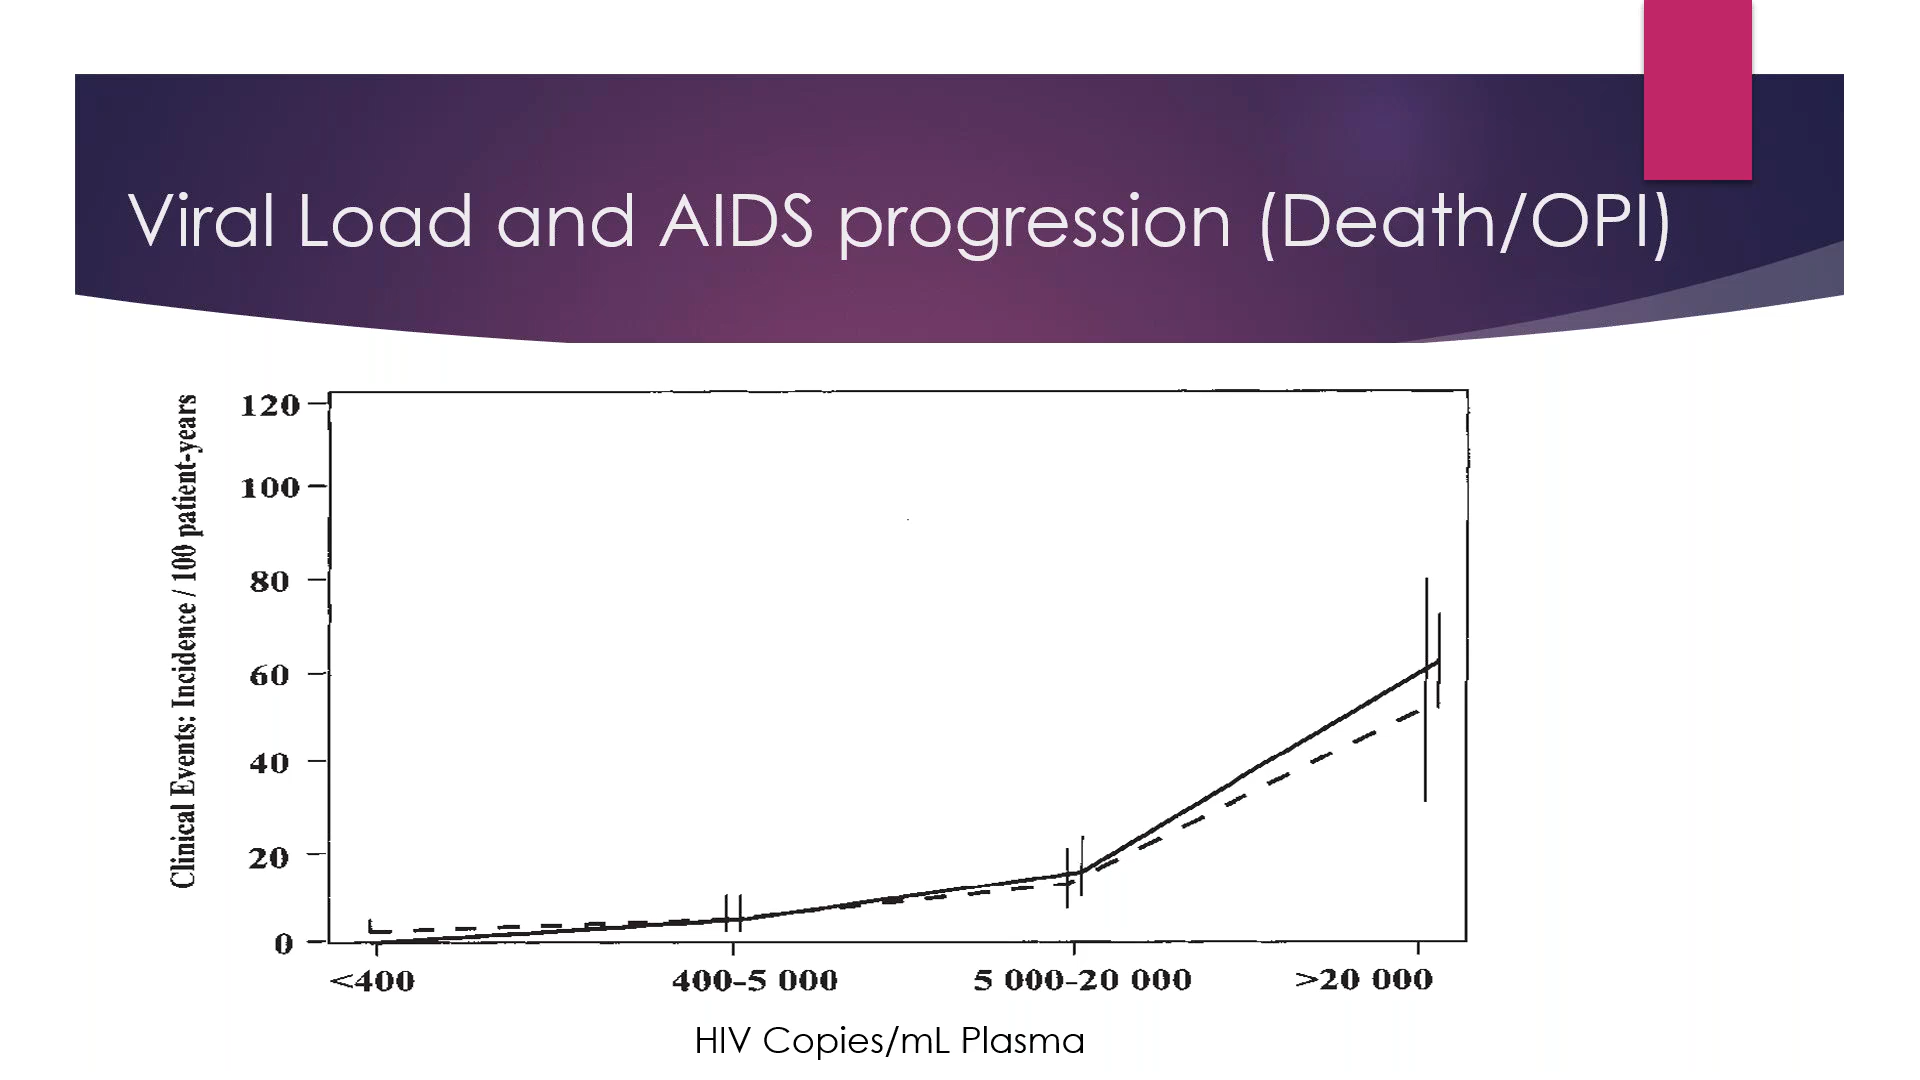 Viral Load and AIDS progression (Death/OPI)
Clinical Events: Incidence / 100 patient-years
120
100
80
60
40
20
0
<400
400-5 000
5 000-20 000
>20 000
HIV Copies/mL Plasma